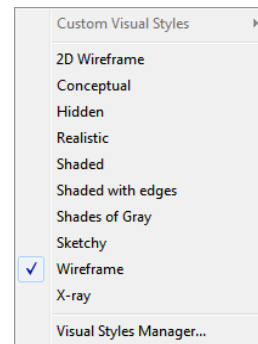 Custom Visual Styles
2D Wireframe
Conceptual
Hidden
Realistic
Shaded
Shaded with edges
Shades of Gray
Sketchy
Wireframe
X-ray
Visual Styles Manager...